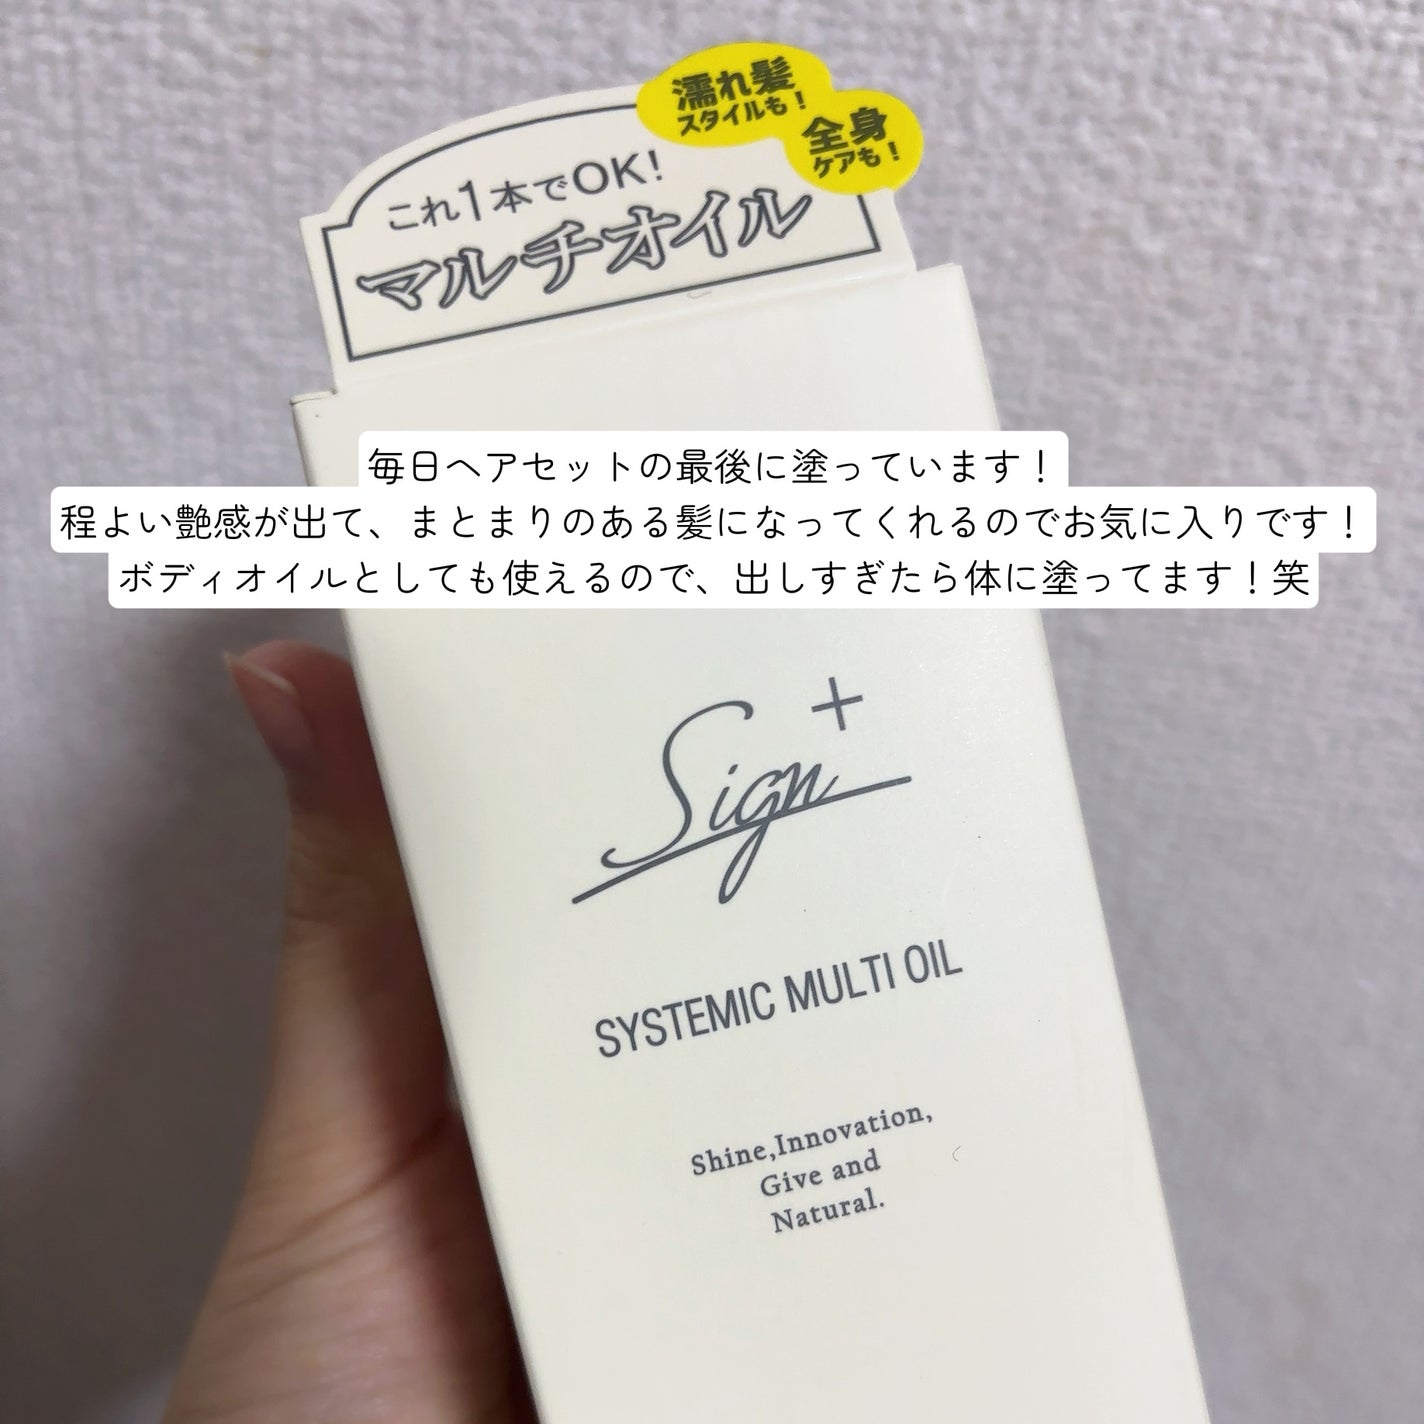 濡れ髪
スタイルも！
全身
ケアも！
これ1本でOK！
マルチオイル
毎日ヘアセットの最後に塗っています！
程よい艶感が出て、まとまりのある髪になってくれるのでお気に入りです！
ボディオイルとしても使えるので、出しすぎたら体に塗ってます！笑
Sign+
SYSTEMIC MULTI OIL
Shine,Innovation,
Give and
Natural.